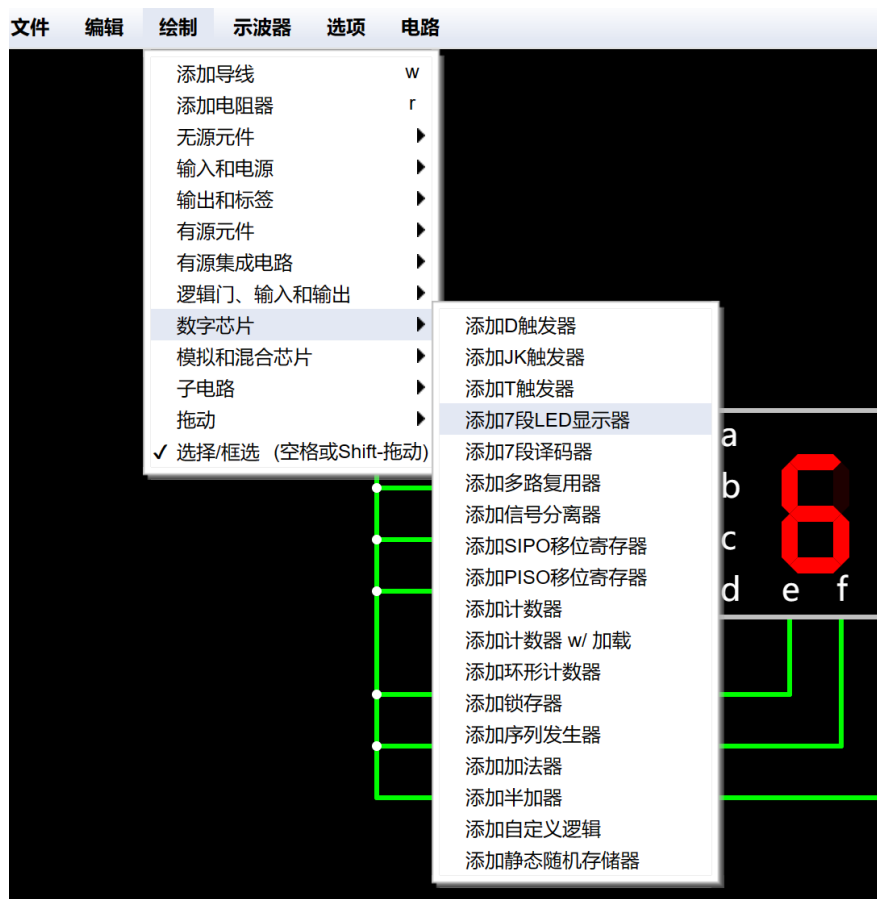 文件 编辑 绘制 示波器 选项 电路
添加导线 w
添加电阻器 r
无源元件
输入和电源
输出和标签
有源元件
有源集成电路
逻辑门、输入和输出
数字芯片
模拟和混合芯片
子电路
拖动
✓ 选择/框选 (空格或Shift-拖动)
添加D触发器
添加JK触发器
添加T触发器
添加7段LED显示器
添加7段译码器
添加多路复用器
添加信号分离器
添加SIPO移位寄存器
添加PISO移位寄存器
添加计数器
添加计数器 w/ 加载
添加环形计数器
添加锁存器
添加序列发生器
添加加法器
添加半加器
添加自定义逻辑
添加静态随机存储器
a
b
c
d e f
6